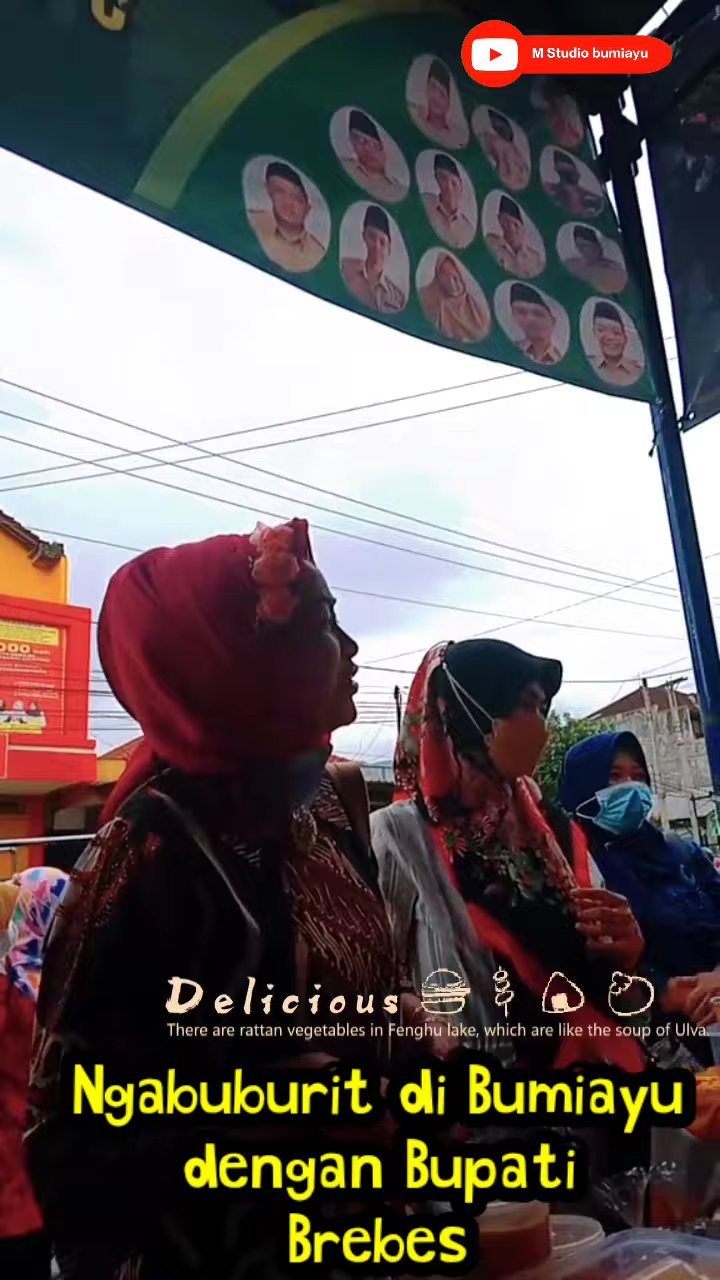 M Studio bumiayu
000
Delicious
There are rattan vegetables in Fenghu lake, which are like the soup of Ulva.
Ngabuburit di Bumiayu
dengan Bupati
Brebes